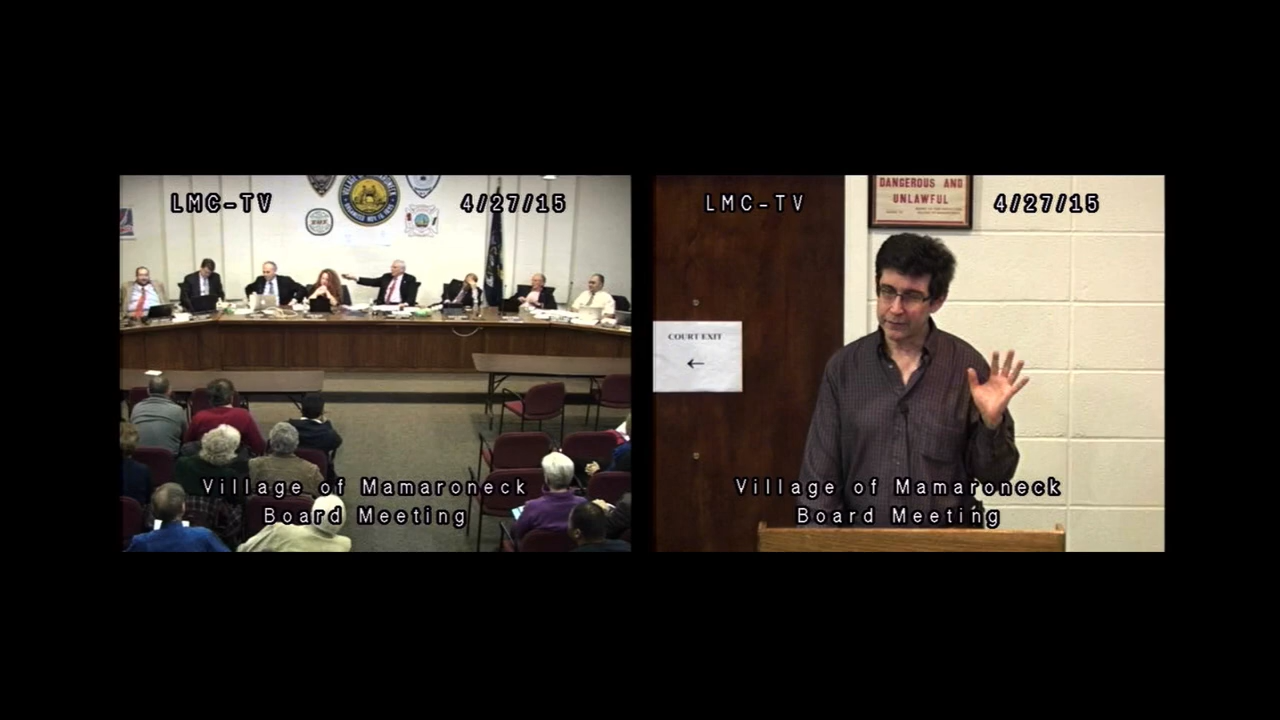 LMC-TV 4/27/15
Village of Mamaroneck
Board Meeting
LMC-TV 4/27/15
DANGEROUS AND
UNLAWFUL
COURT EXIT
←
Village of Mamaroneck
Board Meeting